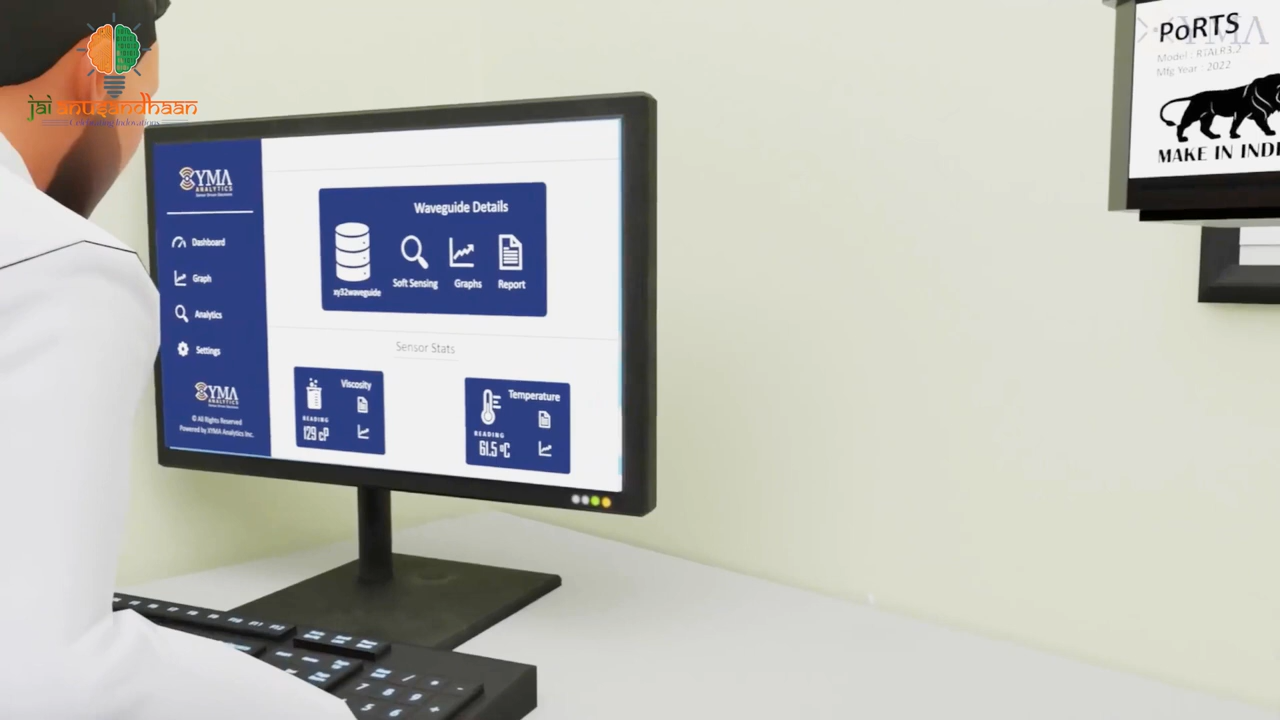 jai anusandhaan
XYMA
ANALYTICS
Dashboard
Graph
Analytics
Settings
XYMA
ANALYTICS
© All Rights Reserved
Powered by XYMA Analytics Inc.
Waveguide Details
xy32waveguide
Soft Sensing
Graphs
Report
Sensor Stats
Viscosity
READING
129 cP
Temperature
READING
61.5 °C
PoRTS
XYMA
Mfg Year : 2022
MAKE IN INDI